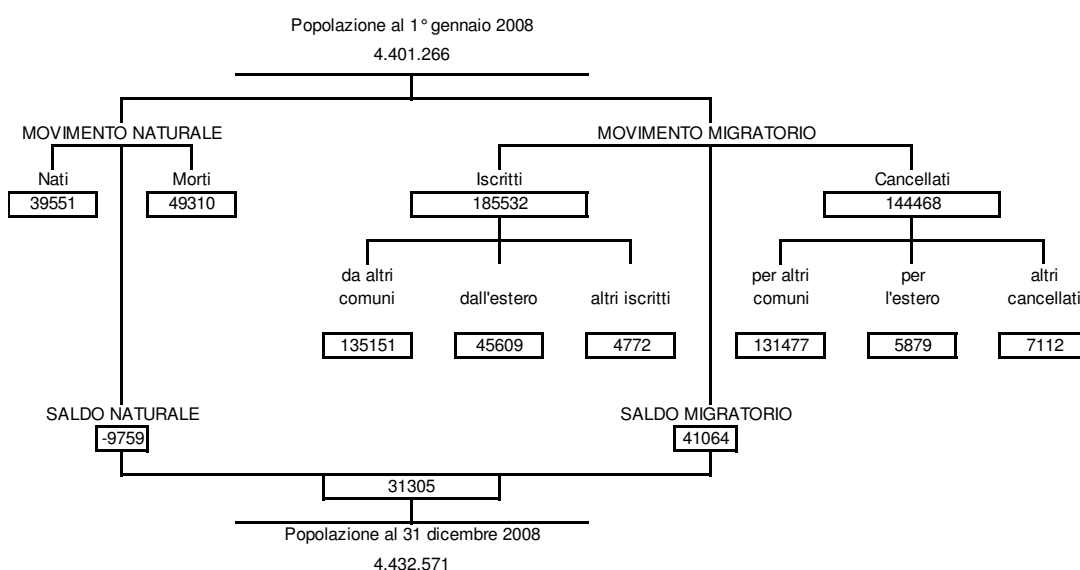 Popolazione al 1° gennaio 2008
4.401.266
MOVIMENTO NATURALE
MOVIMENTO MIGRATORIO
Nati
Morti
Iscritti
Cancellati
39551
49310
185532
144468
da altri
comuni
dall'estero
altri iscritti
per altri
comuni
per
l'estero
altri
cancellati
135151
45609
4772
131477
5879
7112
SALDO NATURALE
SALDO MIGRATORIO
-9759
41064
31305
Popolazione al 31 dicembre 2008
4.432.571